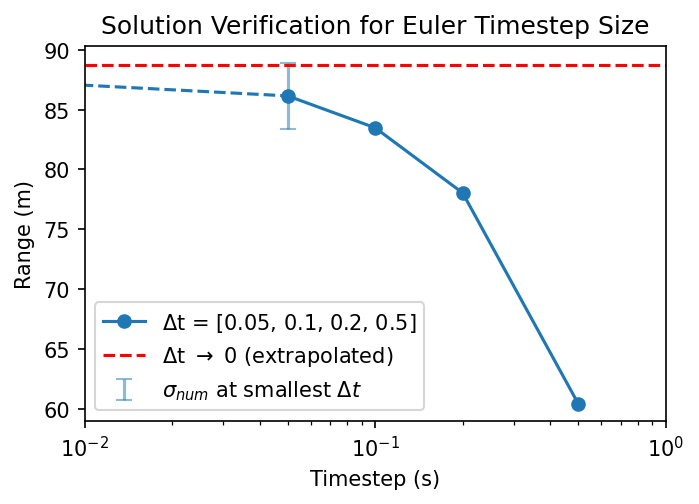 Solution Verification for Euler Timestep Size
Range (m)
90
85
80
75
70
65
60
Δt = [0.05, 0.1, 0.2, 0.5]
Δt → 0 (extrapolated)
σ_num at smallest Δt
10⁻²
10⁻¹
10⁰
Timestep (s)